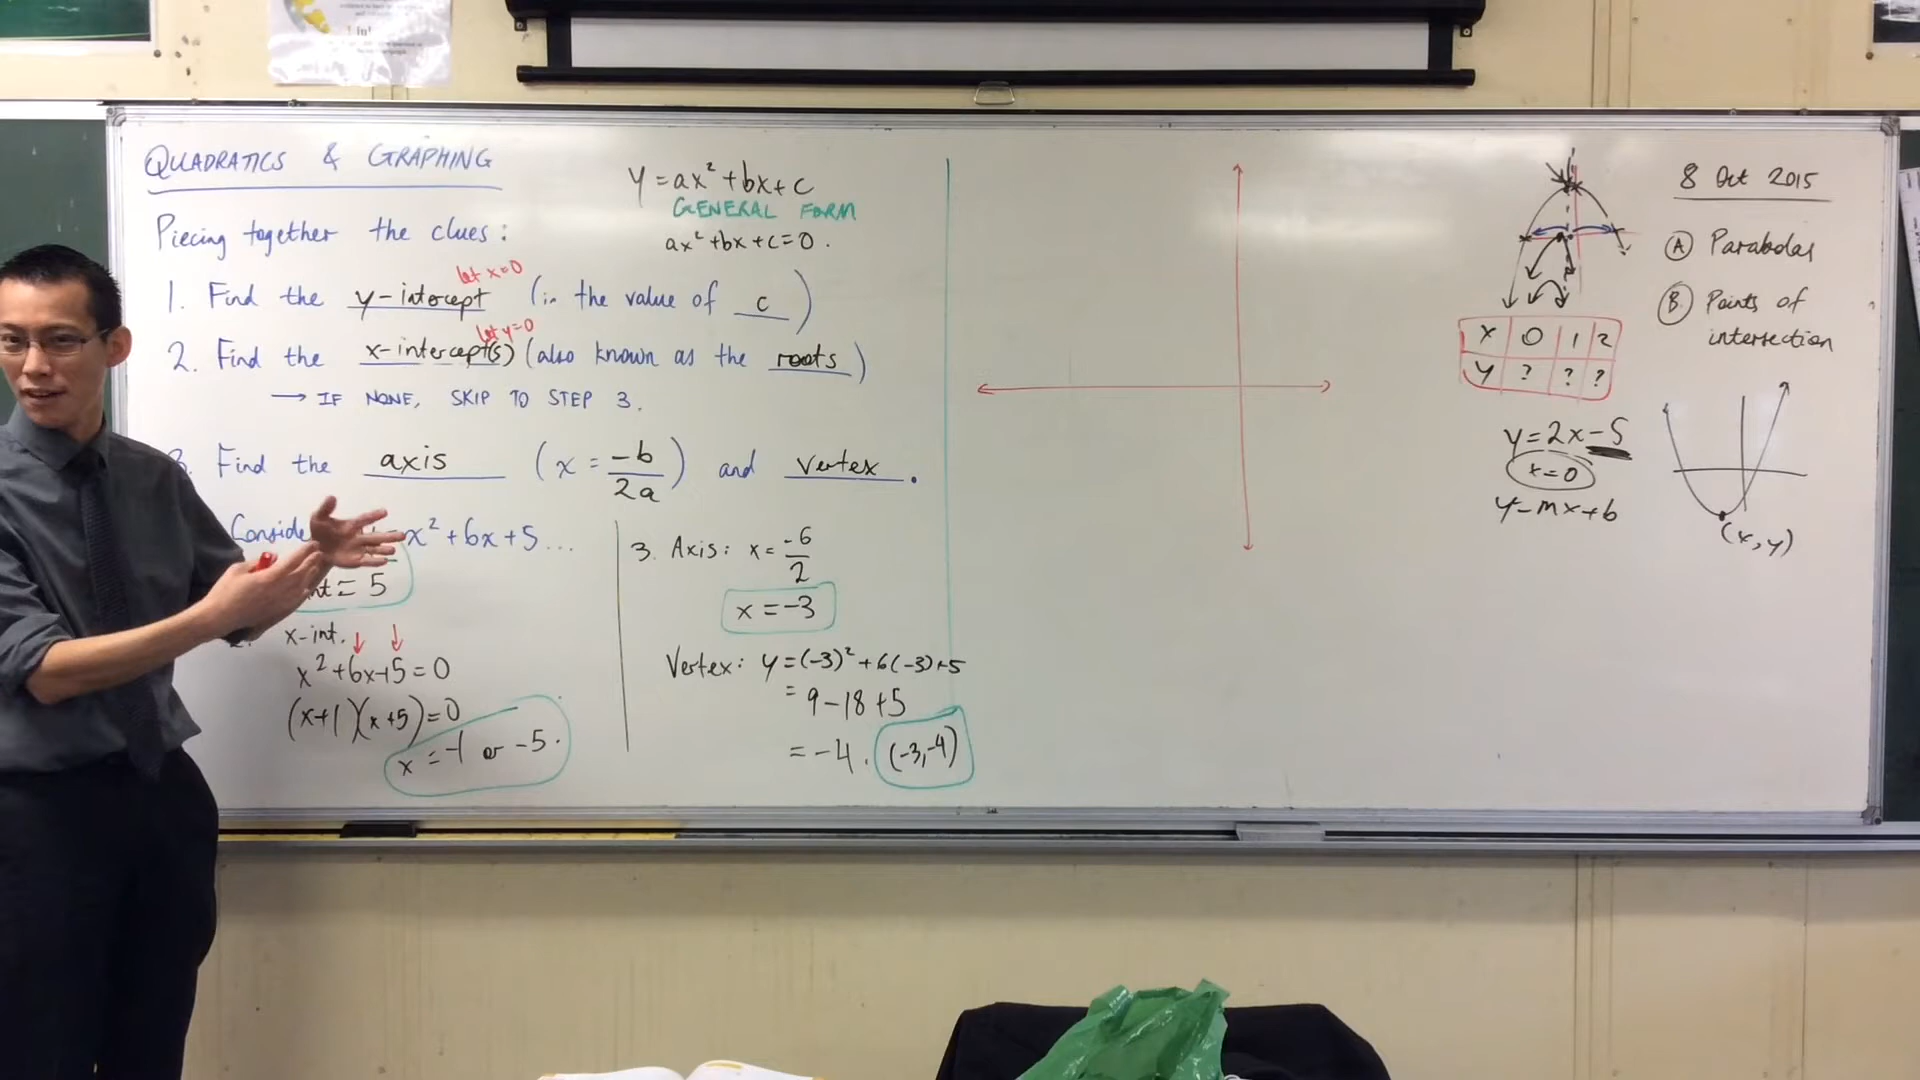 QUADRATICS & GRAPHING
Piecing together the clues:
let x=0
1. Find the y-intercept (in the value of c)
let y=0
2. Find the x-intercept(s) (also known as the roots)
→ IF NONE, SKIP TO STEP 3.
3. Find the axis (x = -b/2a) and vertex.
y = ax² + bx + c
GENERAL FORM
ax² + bx + c = 0.
x² + 6x + 5 ...
= 5
x-int.
x² + 6x + 5 = 0
(x+1)(x+5) = 0
x = -1 or -5.
3. Axis: x = -6/2
x = -3
Vertex: y = (-3)² + 6(-3) + 5
= 9 - 18 + 5
= -4. (-3,-4)
8 Oct 2015
(A) Parabolas
(B) Points of
intersection
x 0 1 2
y ? ? ?
y = 2x - 5
x = 0
y = mx + b
(x, y)